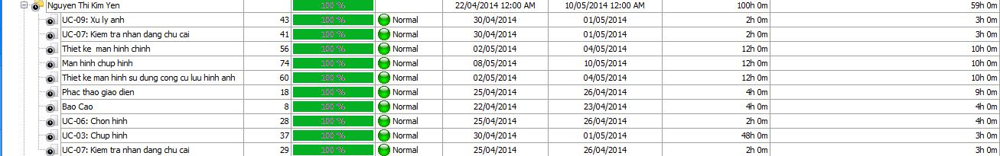 Nguyen Thi Kim Yen 100 % 22/04/2014 12:00 AM 10/05/2014 12:00 AM 100h 0m 59h 0m
UC-09: Xu ly anh 43 100 % Normal 30/04/2014 01/05/2014 2h 0m 3h 0m
UC-07: Kiem tra nhan dang chu cai 41 100 % Normal 30/04/2014 01/05/2014 2h 0m 3h 0m
Thiet ke man hinh chinh 56 100 % Normal 02/05/2014 04/05/2014 12h 0m 10h 0m
Man hinh chup hinh 74 100 % Normal 08/05/2014 10/05/2014 12h 0m 10h 0m
Thiet ke man hinh su dung cong cu luu hinh anh 60 100 % Normal 02/05/2014 04/05/2014 12h 0m 10h 0m
Phac thao giao dien 18 100 % Normal 25/04/2014 26/04/2014 4h 0m 9h 0m
Bao Cao 8 100 % Normal 22/04/2014 23/04/2014 4h 0m 4h 0m
UC-06: Chon hinh 28 100 % Normal 25/04/2014 26/04/2014 2h 0m 4h 0m
UC-03: Chup hinh 37 100 % Normal 30/04/2014 01/05/2014 48h 0m 3h 0m
UC-07: Kiem tra nhan dang chu cai 29 100 % Normal 25/04/2014 26/04/2014 2h 0m 3h 0m